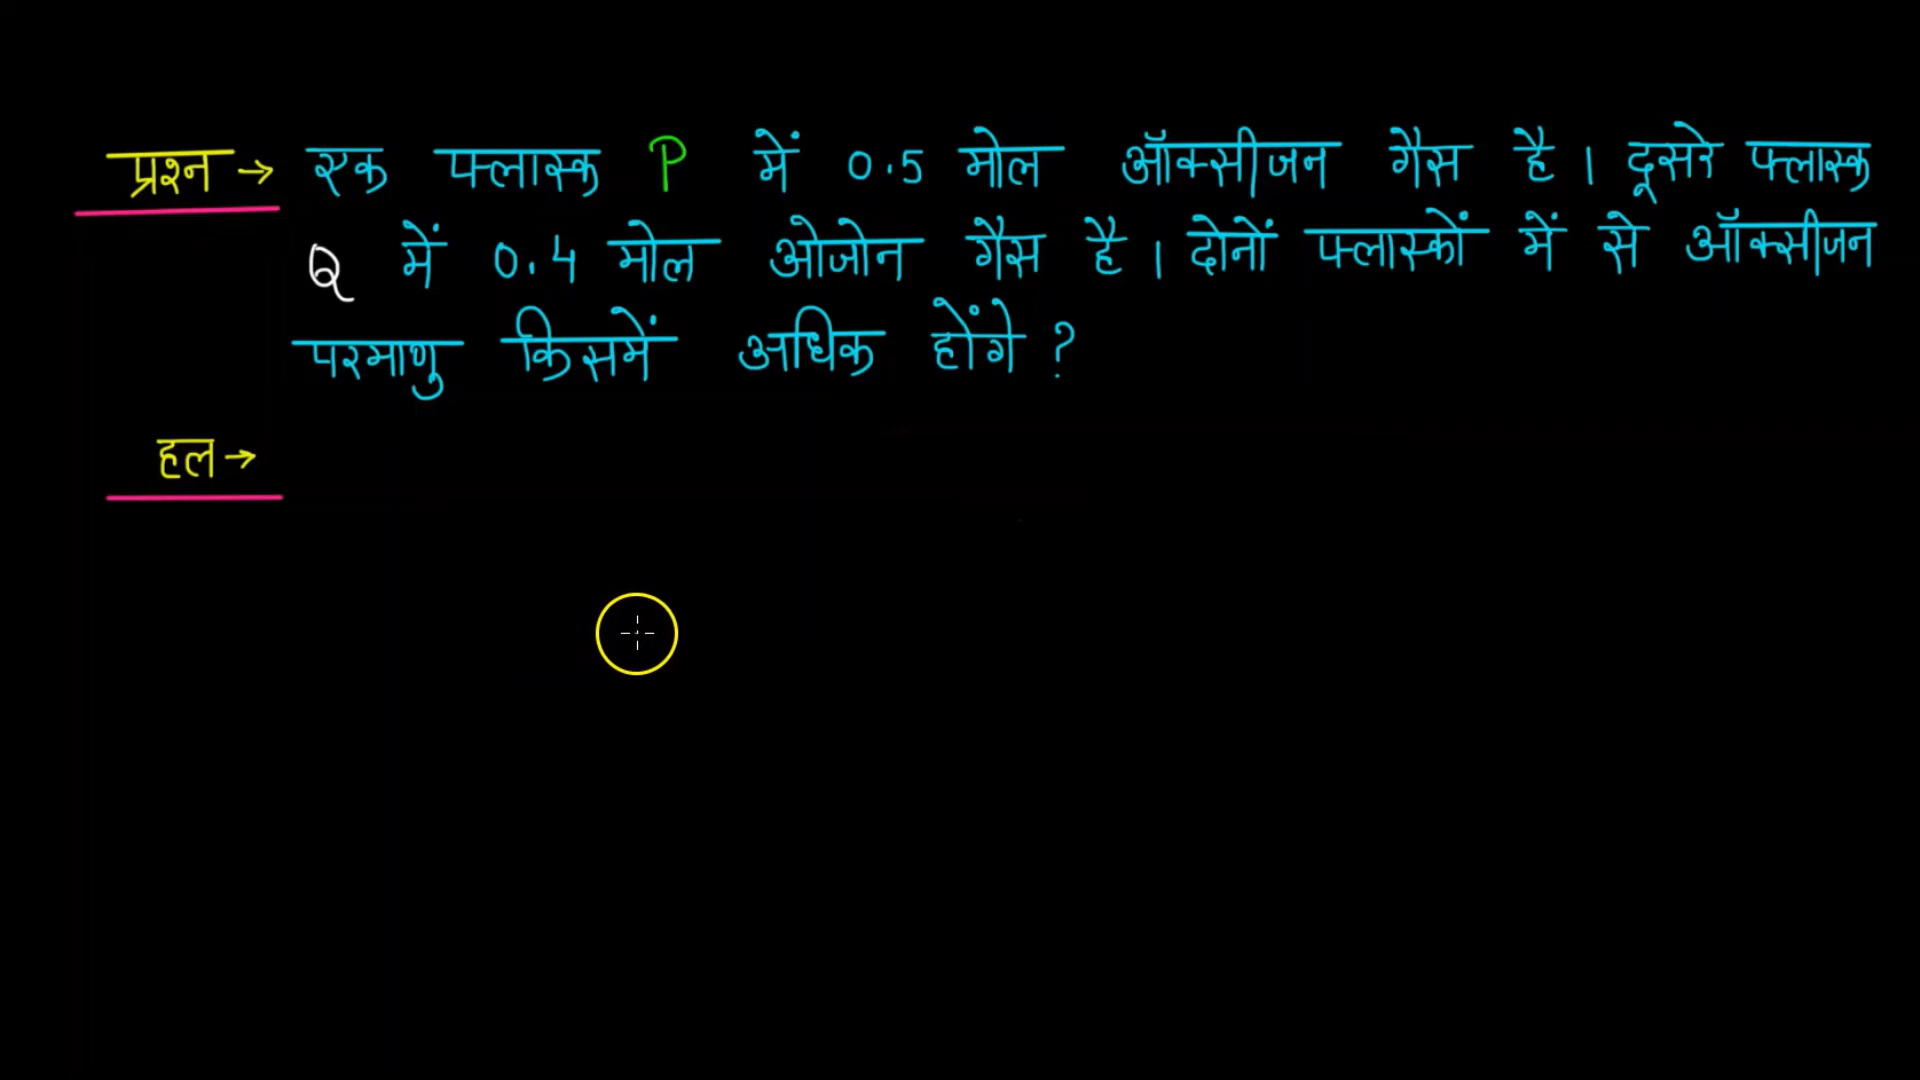 प्रश्न → एक फ्लास्क P में 0.5 मोल ऑक्सीजन गैस है। दूसरे फ्लास्क
Q में 0.4 मोल ओजोन गैस है। दोनों फ्लास्कों में से ऑक्सीजन
परमाणु किसमें अधिक होंगे ?
हल →